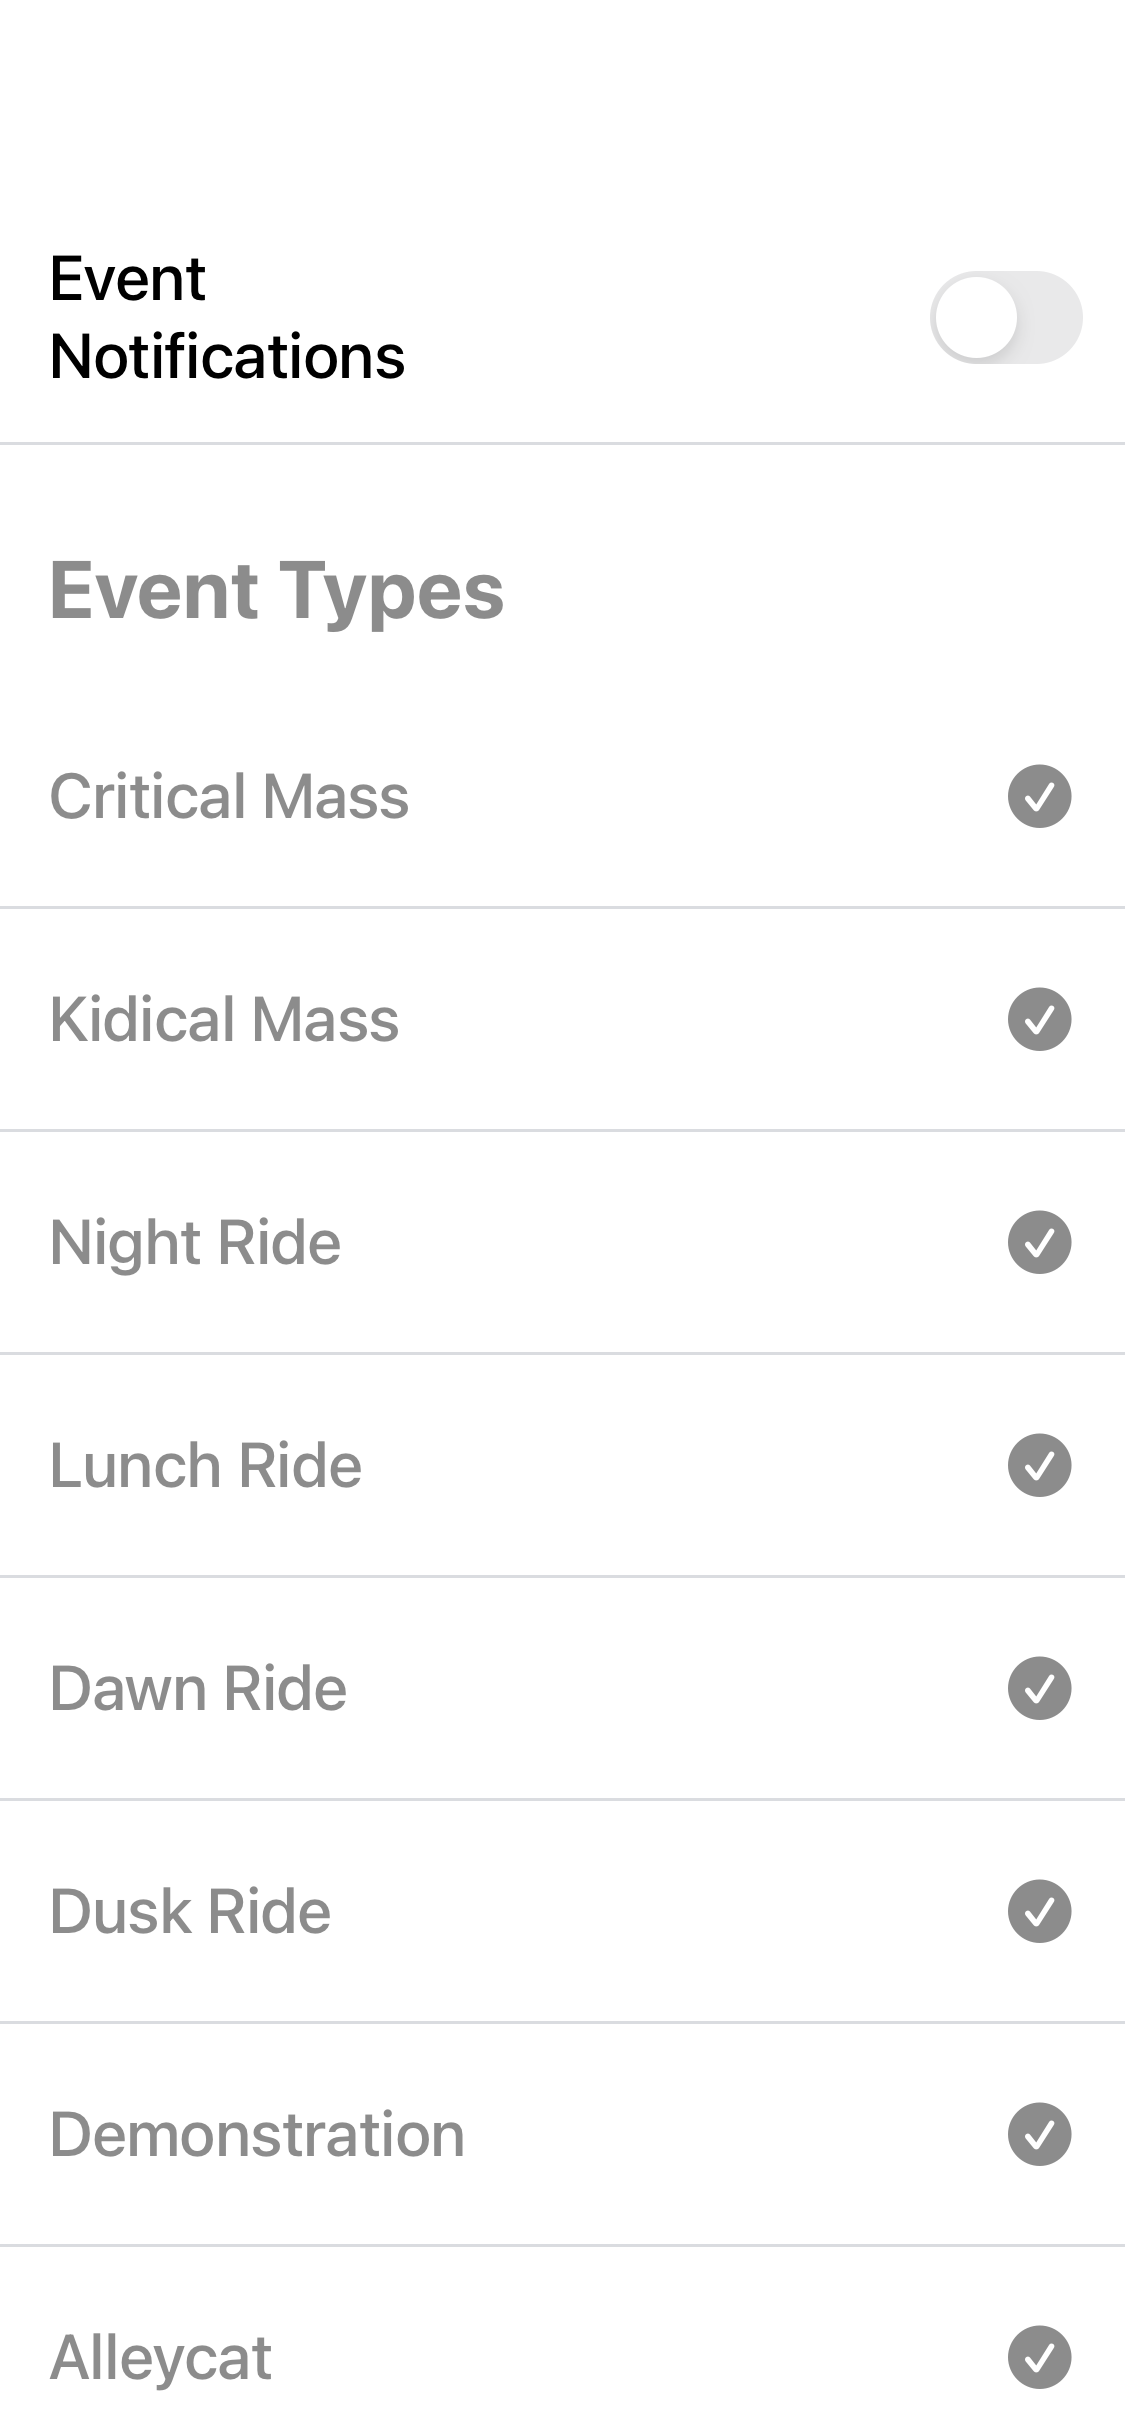 Event
Notifications
Event Types
Critical Mass
Kidical Mass
Night Ride
Lunch Ride
Dawn Ride
Dusk Ride
Demonstration
Alleycat